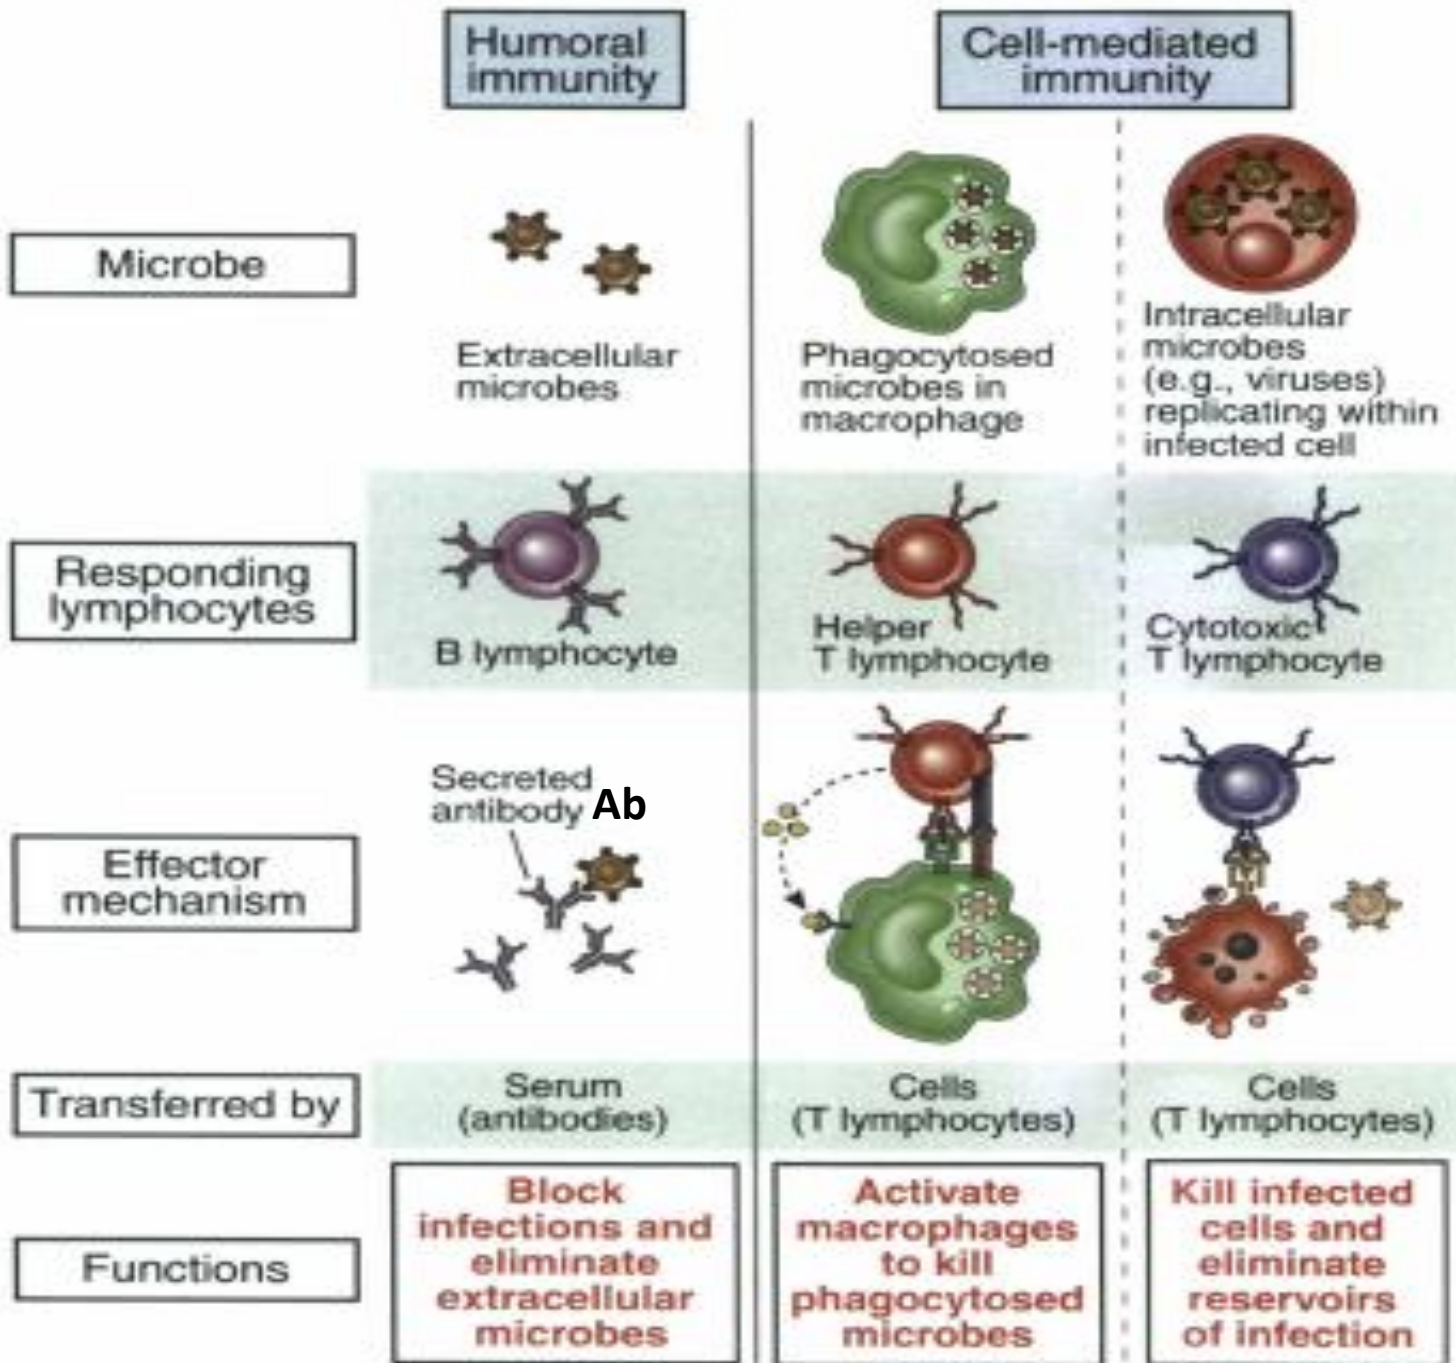 Humoral
immunity
Cell-mediated
immunity
Microbe
Extracellular
microbes
Phagocytosed
microbes in
macrophage
Intracellular
microbes
(e.g., viruses)
replicating within
infected cell
Responding
lymphocytes
B lymphocyte
Helper
T lymphocyte
Cytotoxic
T lymphocyte
Effector
mechanism
Secreted
antibody Ab
Transferred by
Serum
(antibodies)
Cells
(T lymphocytes)
Cells
(T lymphocytes)
Functions
Block
infections and
eliminate
extracellular
microbes
Activate
macrophages
to kill
phagocytosed
microbes
Kill infected
cells and
eliminate
reservoirs
of infection